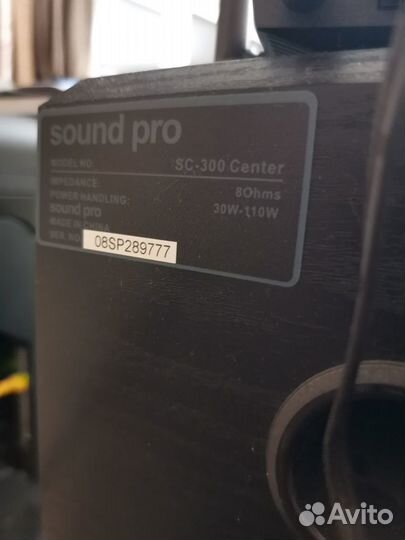 sound pro
MODEL NO: SC-300 Center
IMPEDANCE: 8Ohms
POWER HANDLING: 30W-110W
sound pro
MADE IN CHINA
SER. NO: 08SP289777
Avito